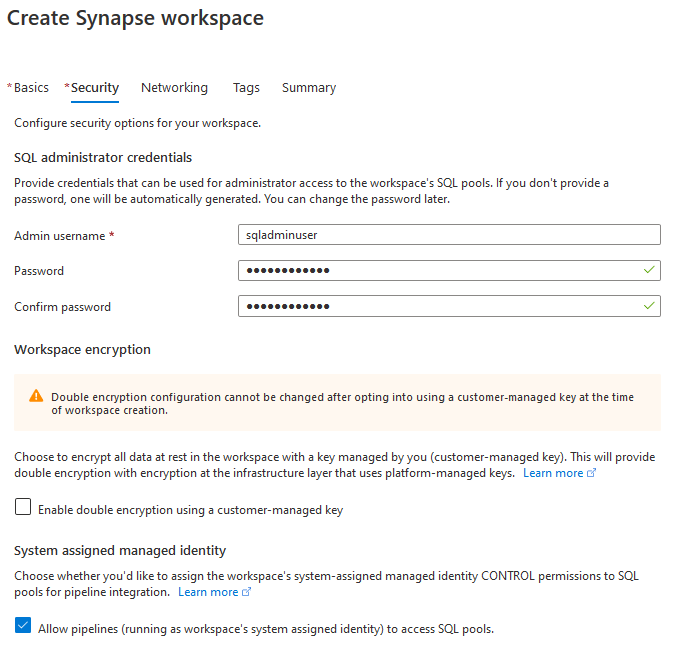 Create Synapse workspace
*Basics *Security Networking Tags Summary
Configure security options for your workspace.
SQL administrator credentials
Provide credentials that can be used for administrator access to the workspace's SQL pools. If you don't provide a
password, one will be automatically generated. You can change the password later.
Admin username * sqladminuser
Password ●●●●●●●●●●●●
Confirm password ●●●●●●●●●●●●
Workspace encryption
Double encryption configuration cannot be changed after opting into using a customer-managed key at the time
of workspace creation.
Choose to encrypt all data at rest in the workspace with a key managed by you (customer-managed key). This will provide
double encryption with encryption at the infrastructure layer that uses platform-managed keys. Learn more
Enable double encryption using a customer-managed key
System assigned managed identity
Choose whether you'd like to assign the workspace's system-assigned managed identity CONTROL permissions to SQL
pools for pipeline integration. Learn more
Allow pipelines (running as workspace's system assigned identity) to access SQL pools.